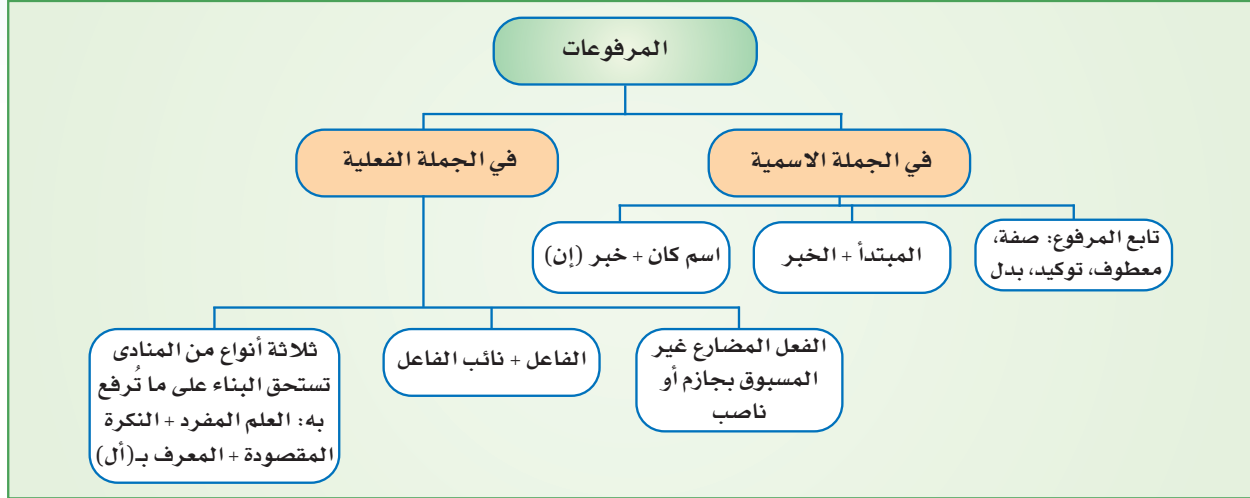 المرفوعات
في الجملة الاسمية
في الجملة الفعلية
تابع المرفوع: صفة،
معطوف، توكيد، بدل
المبتدأ + الخبر
اسم كان + خبر (إن)
الفعل المضارع غير
المسبوق بجازم أو
ناصب
الفاعل + نائب الفاعل
ثلاثة أنواع من المنادى
تستحق البناء على ما تُرفع
به: العلم المفرد + النكرة
المقصودة + المعرف بـ(أل)